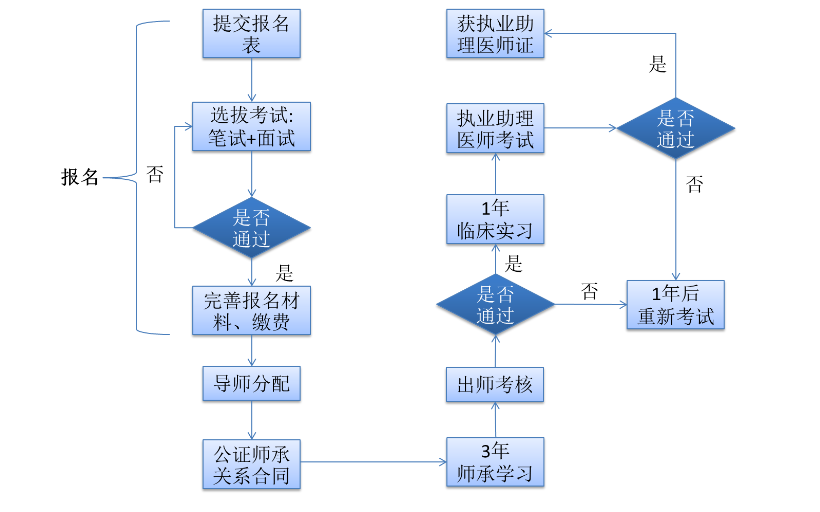 提交报名
表
选拔考试:
笔试+面试
否
报名
是否
通过
是
完善报名材
料、缴费
导师分配
公证师承
关系合同
3年
师承学习
出师考核
是否
通过
是
否
1年
临床实习
执业助理
医师考试
是否
通过
是
否
获执业助
理医师证
1年后
重新考试